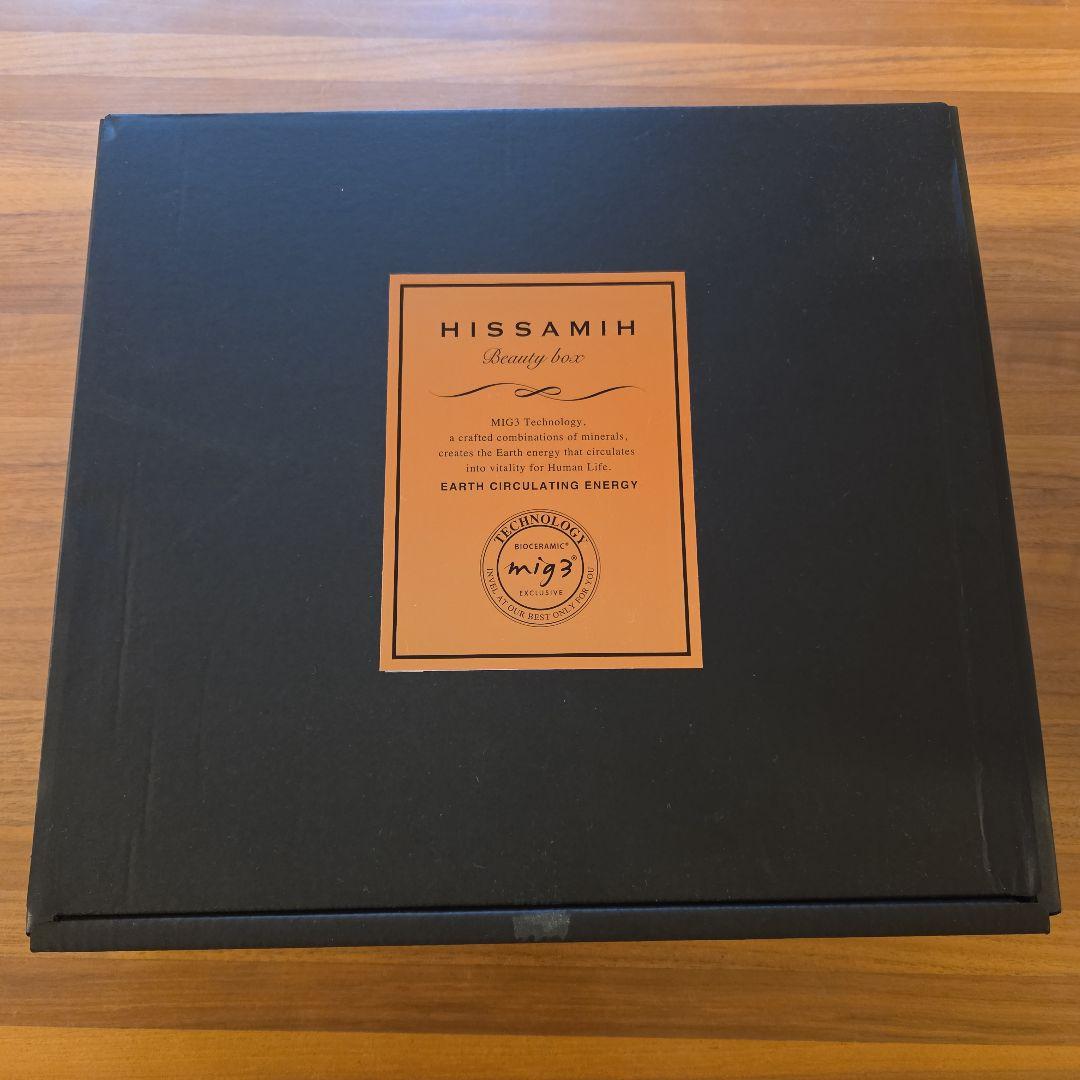 HISSAMIH
Beauty box
MIG3 Technology,
a crafted combinations of minerals,
creates the Earth energy that circulates
into vitality for Human Life.
EARTH CIRCULATING ENERGY
TECHNOLOGY
BIOCERAMIC®
mig3®
EXCLUSIVE
INVEL AT OUR BEST ONLY FOR YOU